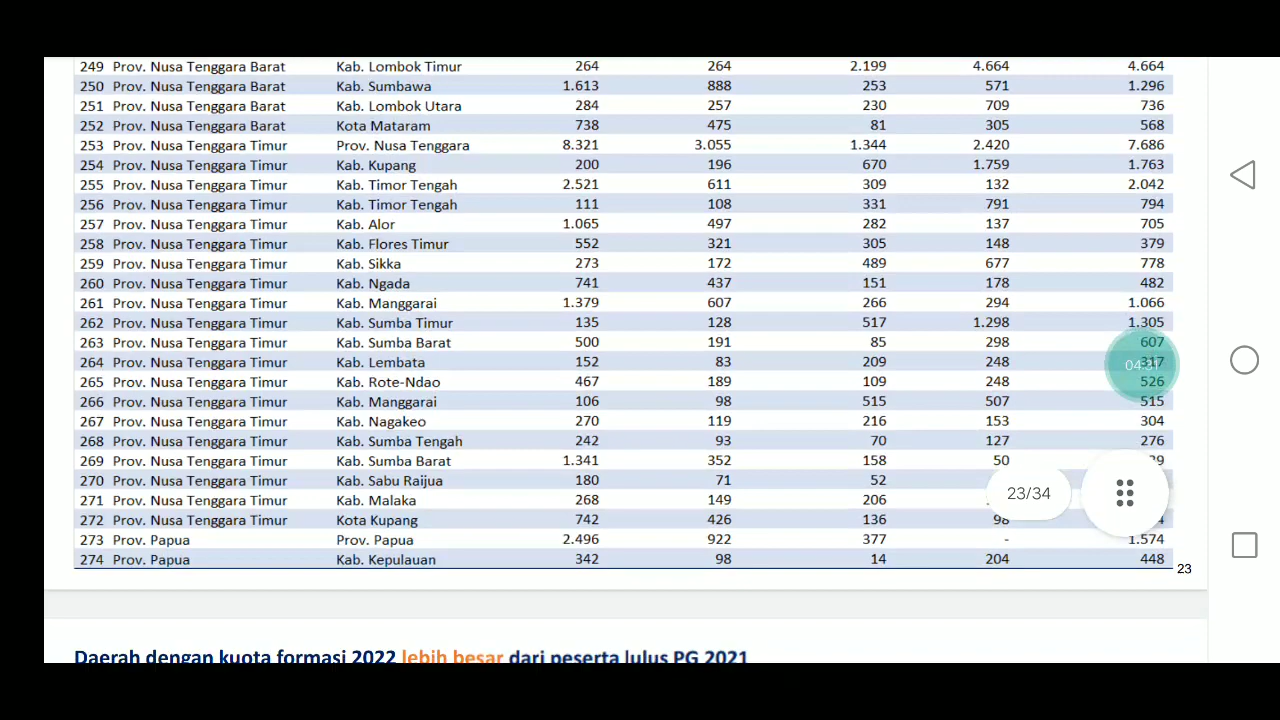 249 Prov. Nusa Tenggara Barat Kab. Lombok Timur 264 264 2.199 4.664 4.664
250 Prov. Nusa Tenggara Barat Kab. Sumbawa 1.613 888 253 571 1.296
251 Prov. Nusa Tenggara Barat Kab. Lombok Utara 284 257 230 709 736
252 Prov. Nusa Tenggara Barat Kota Mataram 738 475 81 305 568
253 Prov. Nusa Tenggara Timur Prov. Nusa Tenggara 8.321 3.055 1.344 2.420 7.686
254 Prov. Nusa Tenggara Timur Kab. Kupang 200 196 670 1.759 1.763
255 Prov. Nusa Tenggara Timur Kab. Timor Tengah 2.521 611 309 132 2.042
256 Prov. Nusa Tenggara Timur Kab. Timor Tengah 111 108 331 791 794
257 Prov. Nusa Tenggara Timur Kab. Alor 1.065 497 282 137 705
258 Prov. Nusa Tenggara Timur Kab. Flores Timur 552 321 305 148 379
259 Prov. Nusa Tenggara Timur Kab. Sikka 273 172 489 677 778
260 Prov. Nusa Tenggara Timur Kab. Ngada 741 437 151 178 482
261 Prov. Nusa Tenggara Timur Kab. Manggarai 1.379 607 266 294 1.066
262 Prov. Nusa Tenggara Timur Kab. Sumba Timur 135 128 517 1.298 1.305
263 Prov. Nusa Tenggara Timur Kab. Sumba Barat 500 191 85 298 607
264 Prov. Nusa Tenggara Timur Kab. Lembata 152 83 209 248
265 Prov. Nusa Tenggara Timur Kab. Rote-Ndao 467 189 109 248 526
266 Prov. Nusa Tenggara Timur Kab. Manggarai 106 98 515 507 515
267 Prov. Nusa Tenggara Timur Kab. Nagakeo 270 119 216 153 304
268 Prov. Nusa Tenggara Timur Kab. Sumba Tengah 242 93 70 127 276
269 Prov. Nusa Tenggara Timur Kab. Sumba Barat 1.341 352 158 50
270 Prov. Nusa Tenggara Timur Kab. Sabu Raijua 180 71 52
271 Prov. Nusa Tenggara Timur Kab. Malaka 268 149 206
272 Prov. Nusa Tenggara Timur Kota Kupang 742 426 136 98
273 Prov. Papua Prov. Papua 2.496 922 377 - 1.574
274 Prov. Papua Kab. Kepulauan 342 98 14 204 448
23/34
23
Daerah dengan kuota formasi 2022 lebih besar dari peserta lulus PG 2021